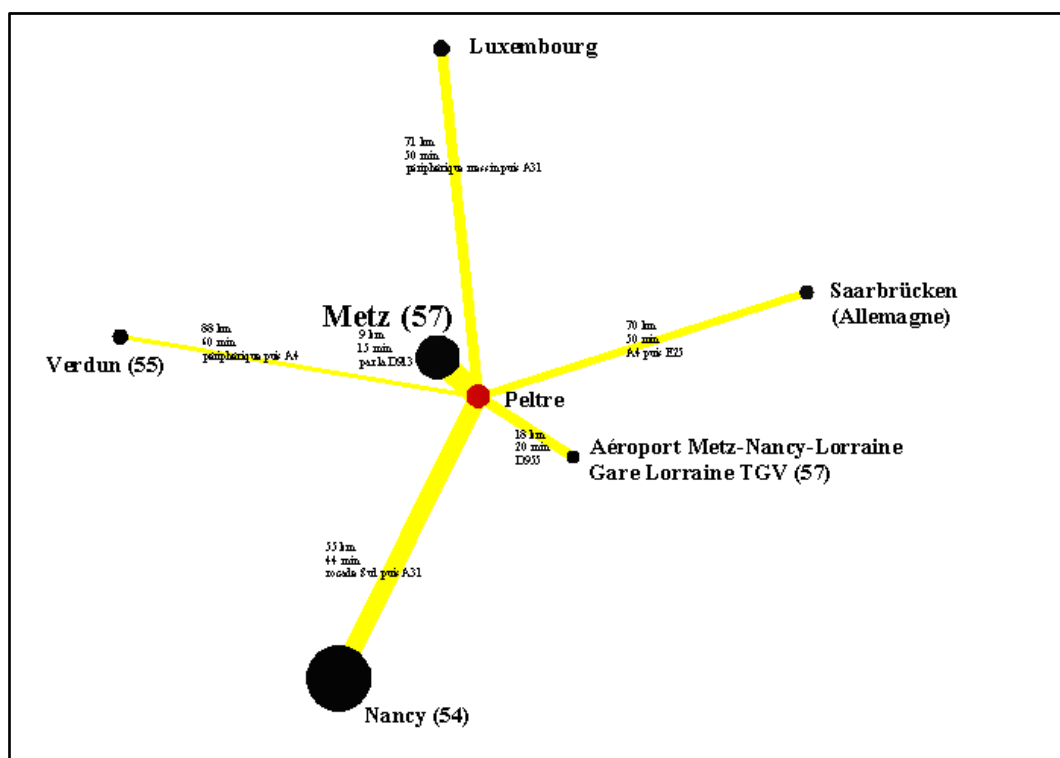 Luxembourg
71 km
50 min
périphérique messin puis A31
Saarbrücken
(Allemagne)
70 km
50 min
A4 puis E25
Metz (57)
9 km
15 min
par la D913
88 km
60 min
périphérique puis A4
Verdun (55)
Peltre
18 km
20 min
D955
Aéroport Metz-Nancy-Lorraine
Gare Lorraine TGV (57)
55 km
44 min
rocade Sud puis A31
Nancy (54)